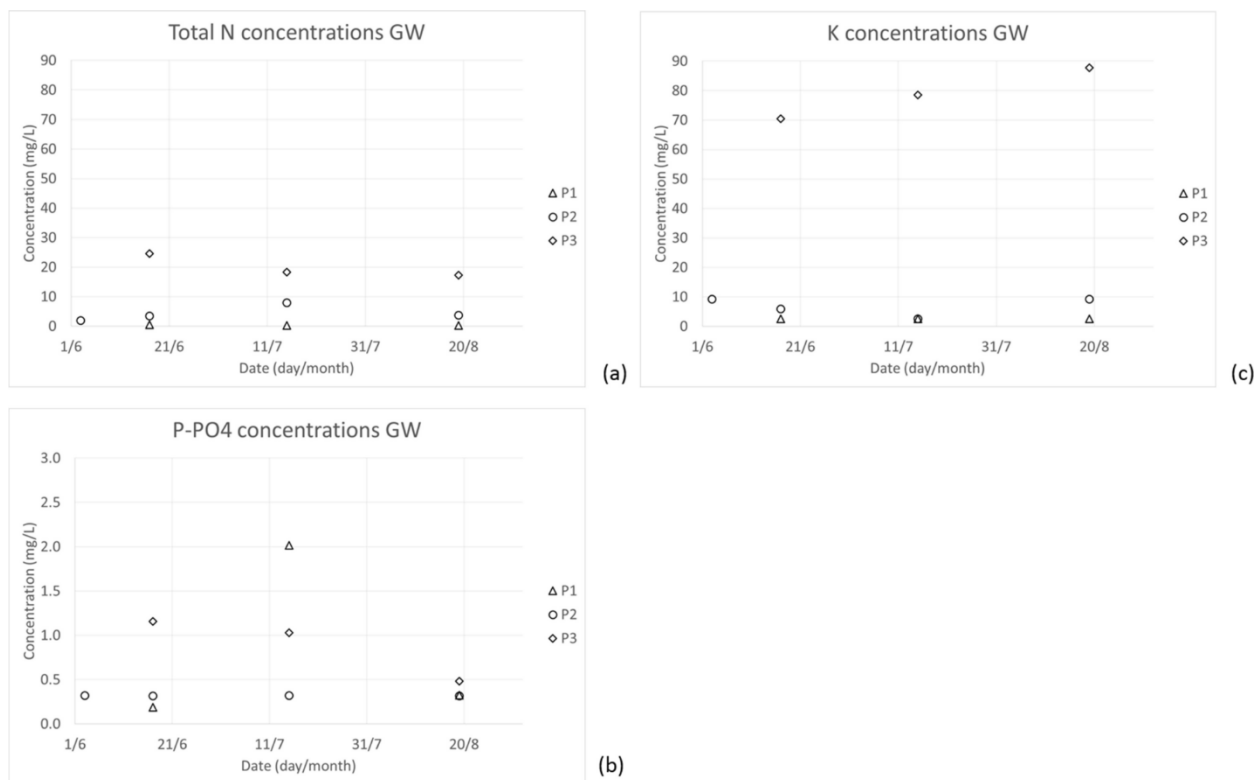 Total N concentrations GW
90
80
70
60
50
40
30
20
10
0
Concentration (mg/L)
1/6 21/6 11/7 31/7 20/8
Date (day/month)
P1
P2
P3
(a)
K concentrations GW
90
80
70
60
50
40
30
20
10
0
Concentration (mg/L)
1/6 21/6 11/7 31/7 20/8
Date (day/month)
P1
P2
P3
(c)
P-PO4 concentrations GW
3.0
2.5
2.0
1.5
1.0
0.5
0.0
Concentration (mg/L)
1/6 21/6 11/7 31/7 20/8
Date (day/month)
P1
P2
P3
(b)